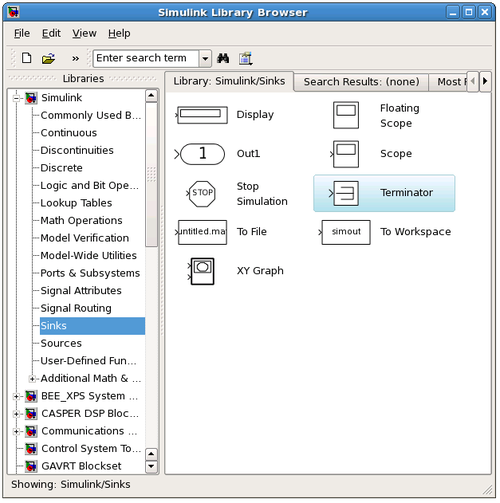 Simulink Library Browser
File Edit View Help
» Enter search term
Libraries
Library: Simulink/Sinks Search Results: (none) Most F
Simulink
Commonly Used B...
Continuous
Discontinuities
Discrete
Logic and Bit Ope...
Lookup Tables
Math Operations
Model Verification
Model-Wide Utilities
Ports & Subsystems
Signal Attributes
Signal Routing
Sinks
Sources
User-Defined Fun...
Additional Math & ...
BEE_XPS System ...
CASPER DSP Bloc...
Communications ...
Control System To...
GAVRT Blockset
Display
Floating
Scope
1 Out1
Scope
STOP Stop
Simulation
Terminator
untitled.ma To File
simout To Workspace
XY Graph
Showing: Simulink/Sinks